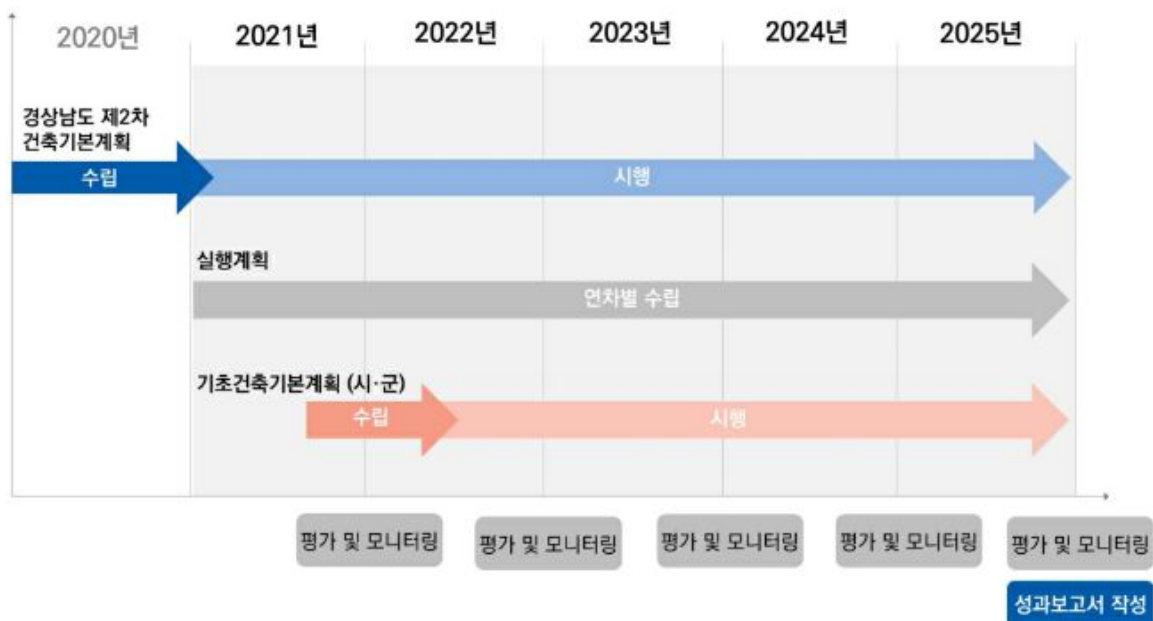 2020년 2021년 2022년 2023년 2024년 2025년
경상남도 제2차
건축기본계획
수립 시행
실행계획
연차별 수립
기초건축기본계획 (시·군)
수립 시행
평가 및 모니터링 평가 및 모니터링 평가 및 모니터링 평가 및 모니터링 평가 및 모니터링
성과보고서 작성